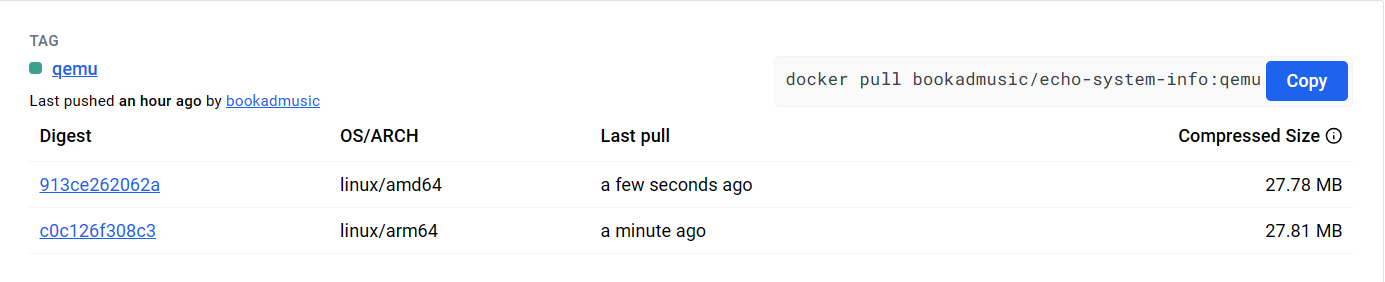 TAG
qemu
docker pull bookadmusic/echo-system-info:qemu Copy
Last pushed an hour ago by bookadmusic
Digest OS/ARCH Last pull Compressed Size
913ce262062a linux/amd64 a few seconds ago 27.78 MB
c0c126f308c3 linux/arm64 a minute ago 27.81 MB